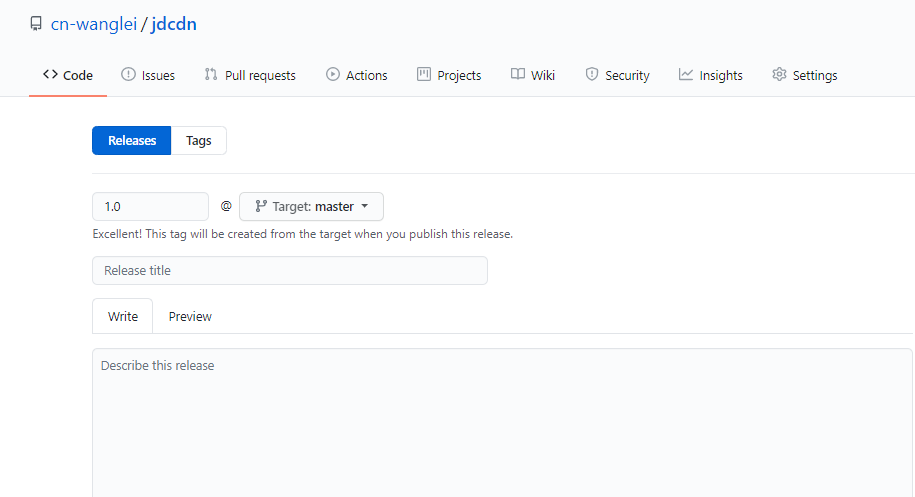 cn-wanglei / jdcdn
Code Issues Pull requests Actions Projects Wiki Security Insights Settings
Releases Tags
1.0 @ Target: master
Excellent! This tag will be created from the target when you publish this release.
Release title
Write Preview
Describe this release